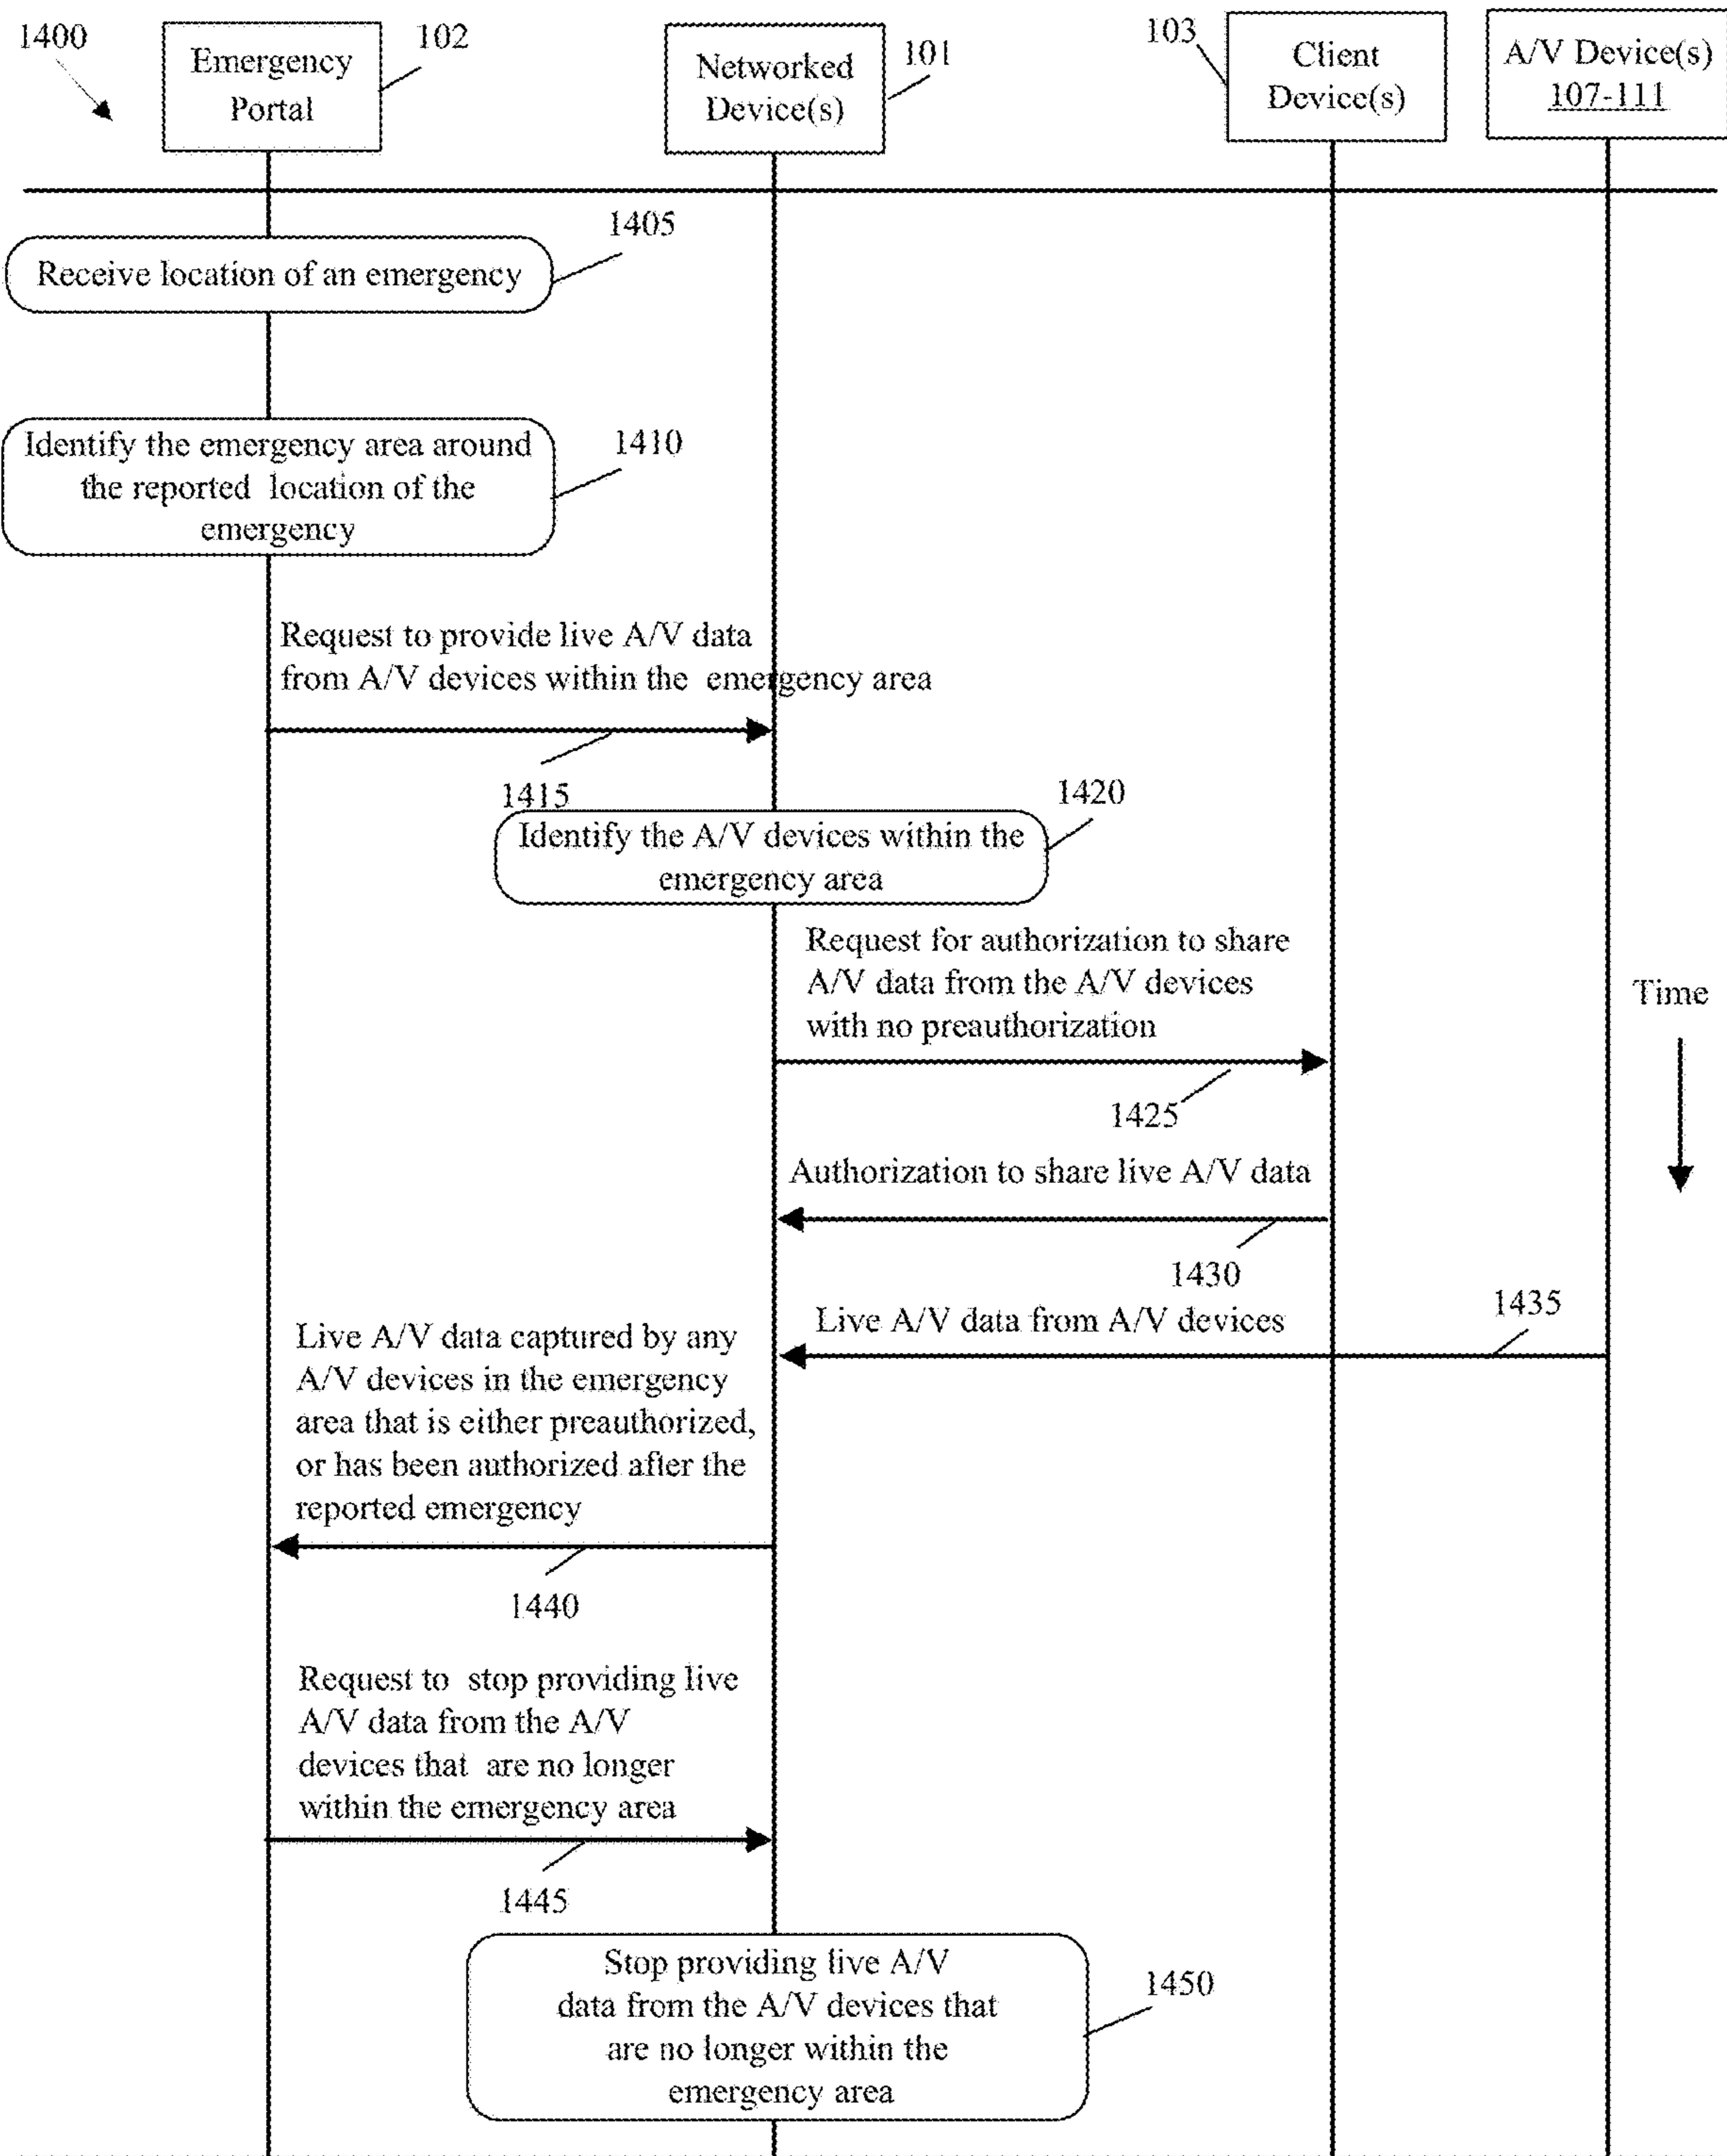 1400
Emergency
Portal
102
Networked
Device(s)
101
103
Client
Device(s)
A/V Device(s)
107-111
1405
Receive location of an emergency
Identify the emergency area around
the reported location of the
emergency
1410
Request to provide live A/V data
from A/V devices within the emergency area
1415
1420
Identify the A/V devices within the
emergency area
Request for authorization to share
A/V data from the A/V devices
with no preauthorization
Time
1425
Authorization to share live A/V data
1430
1435
Live A/V data from A/V devices
Live A/V data captured by any
A/V devices in the emergency
area that is either preauthorized,
or has been authorized after the
reported emergency
1440
Request to stop providing live
A/V data from the A/V
devices that are no longer
within the emergency area
1445
Stop providing live A/V
data from the A/V devices that
are no longer within the
emergency area
1450